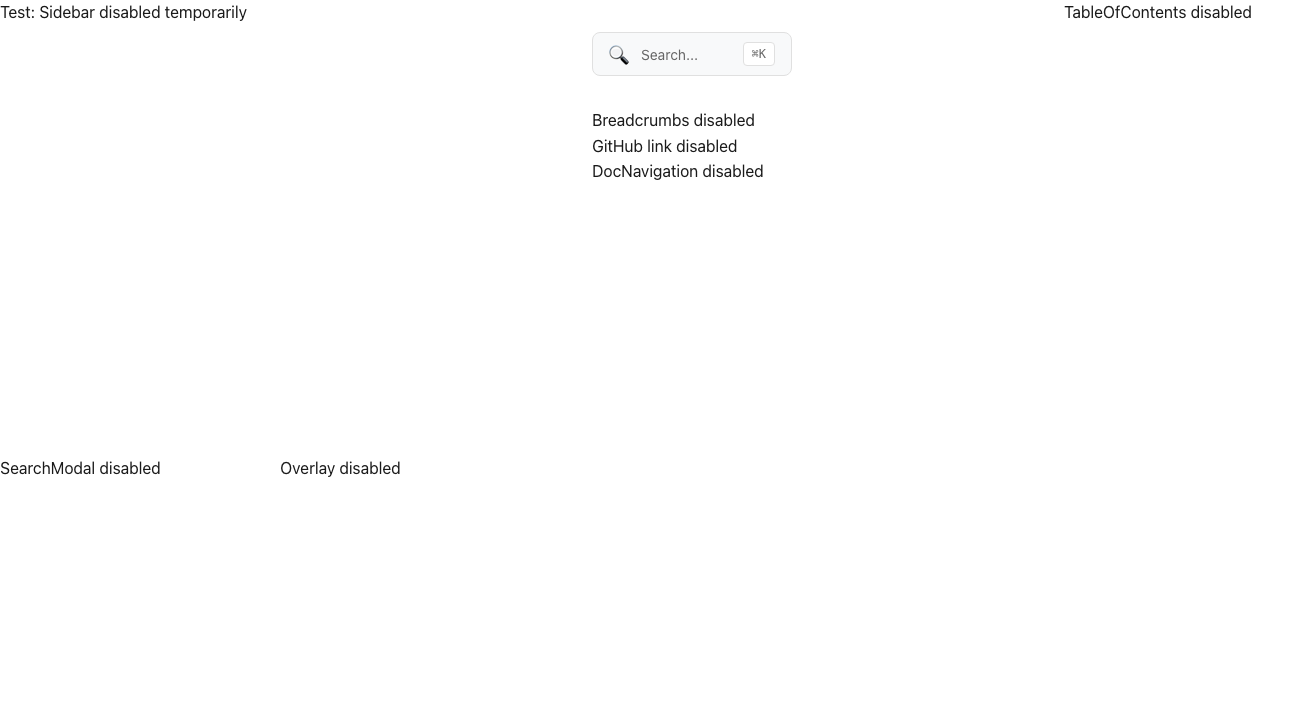 Test: Sidebar disabled temporarily
TableOfContents disabled
Search... ⌘K
Breadcrumbs disabled
GitHub link disabled
DocNavigation disabled
SearchModal disabled
Overlay disabled